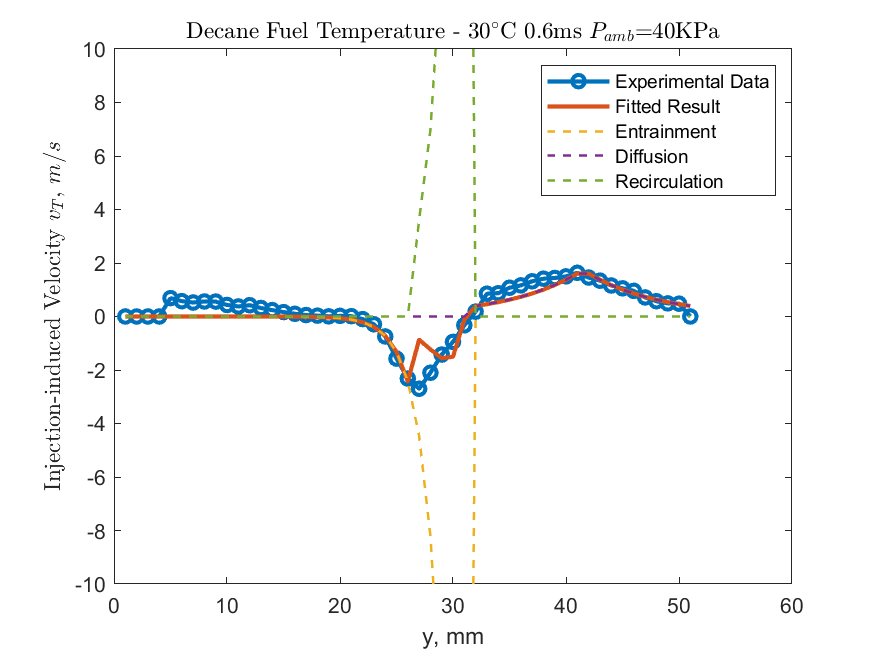 Decane Fuel Temperature - 30°C 0.6ms P_amb=40KPa
Injection-induced Velocity v_T, m/s
10
8
6
4
2
0
-2
-4
-6
-8
-10
Experimental Data
Fitted Result
Entrainment
Diffusion
Recirculation
0 10 20 30 40 50 60
y, mm